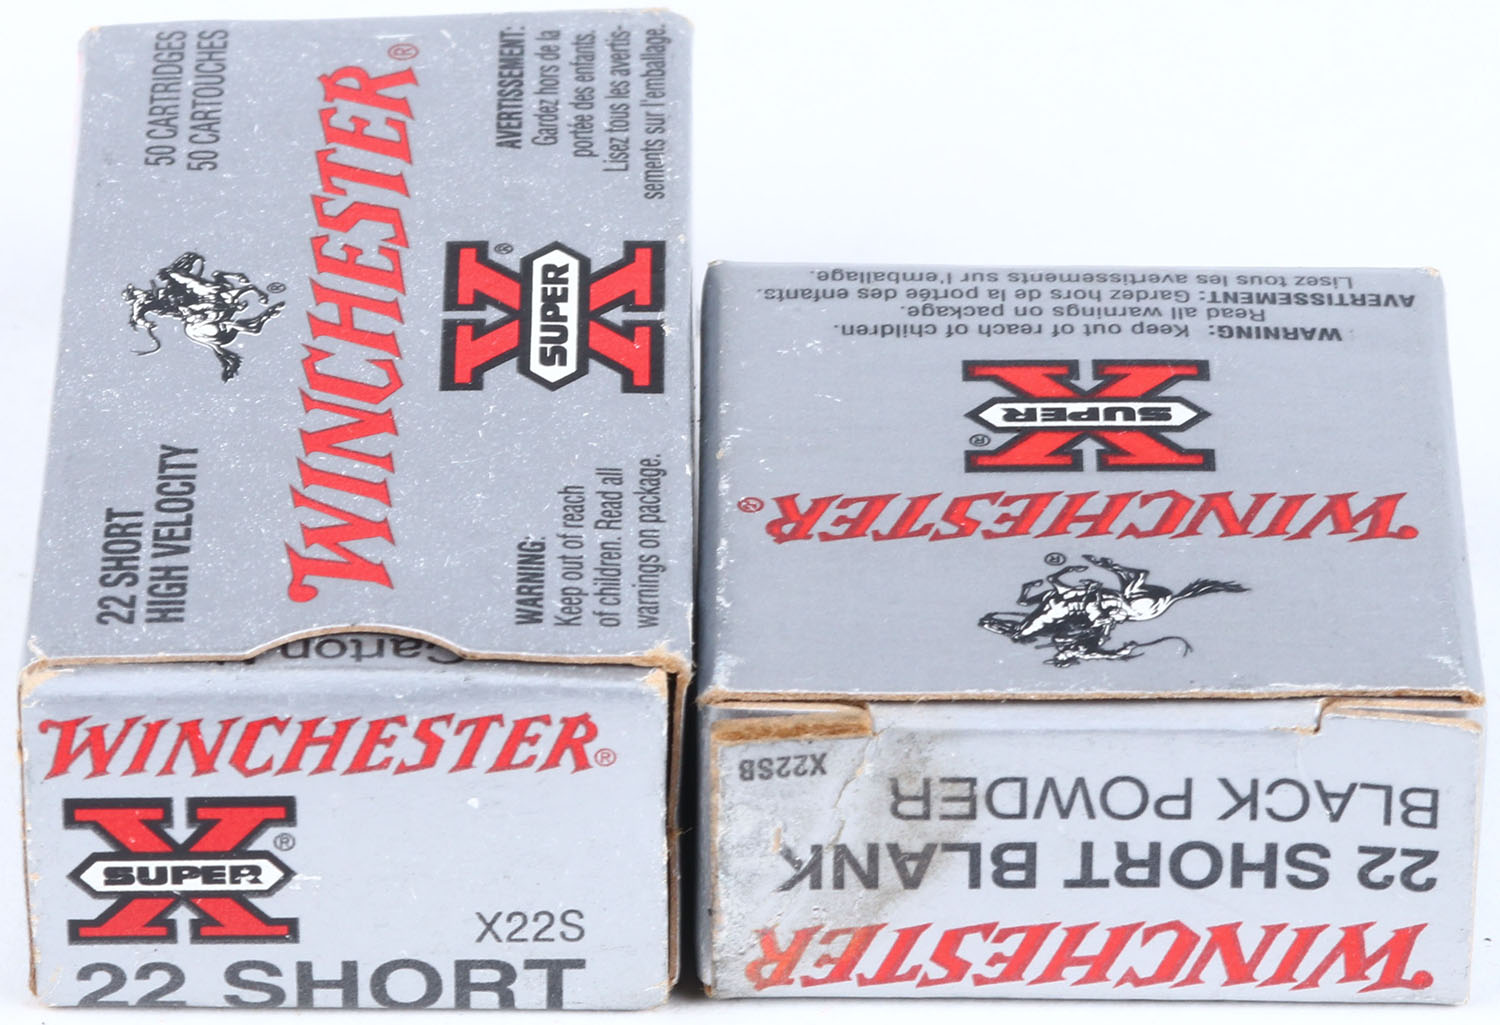 50 CARTRIDGES
50 CARTOUCHES
22 SHORT
HIGH VELOCITY
WINCHESTER®
SUPER X ®
AVERTISSEMENT:
Gardez hors de la
portée des enfants.
Lisez tous les avertis-
sements sur l'emballage.
WARNING:
Keep out of reach
of children. Read all
warnings on package.
Carton
WINCHESTER®
SUPER X ®
X22S
22 SHORT
WINCHESTER
22 SHORT BLANK
BLACK POWDER
X22SB
®
WINCHESTER®
SUPER X ®
WARNING: Keep out of reach of children.
Read all warnings on package.
AVERTISSEMENT: Gardez hors de la portée des enfants.
Lisez tous les avertissements sur l'emballage.